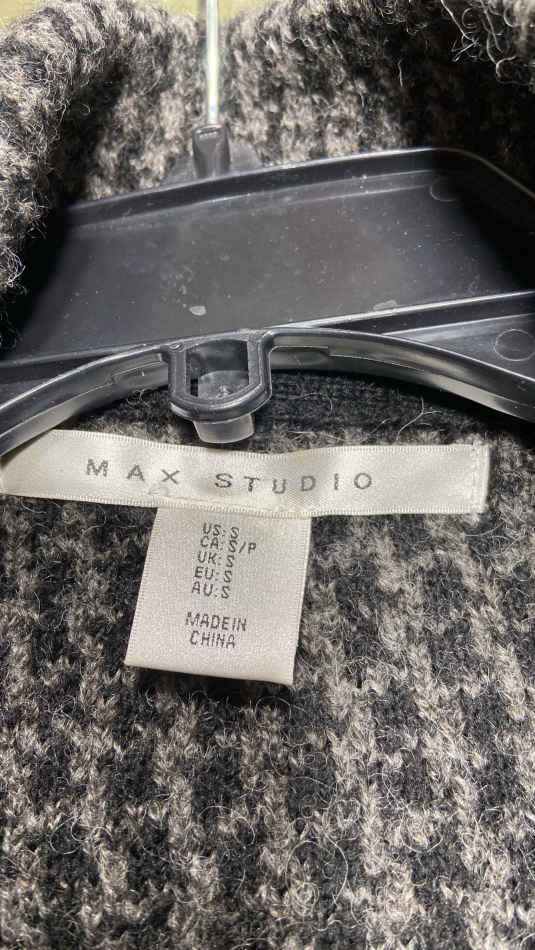 MAX STUDIO
US:S
CA:S/P
UK:S
EU:S
AU:S
MADE IN
CHINA